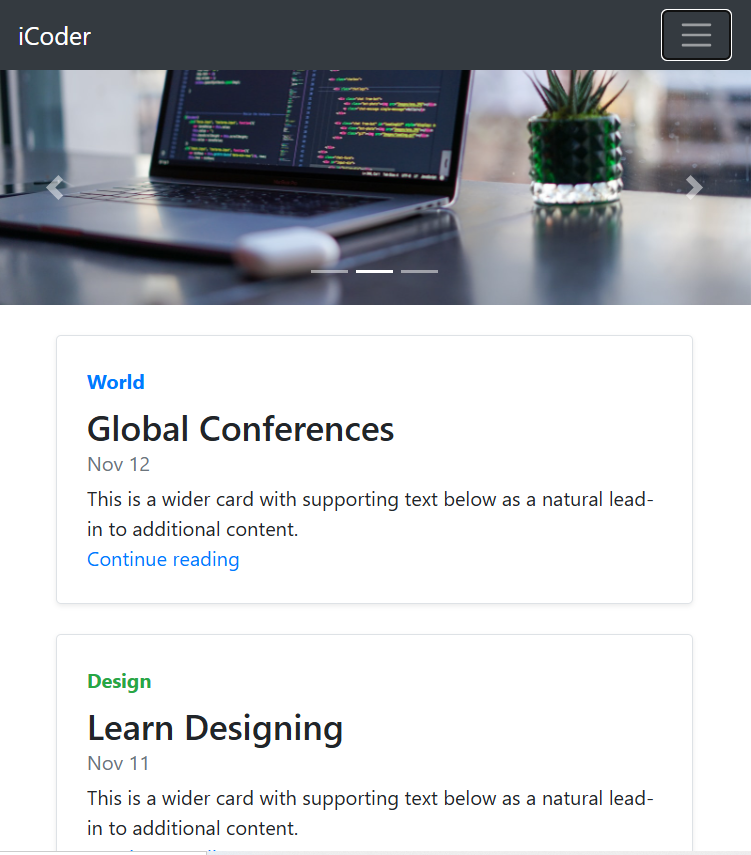 iCoder
World
Global Conferences
Nov 12
This is a wider card with supporting text below as a natural lead-
in to additional content.
Continue reading
Design
Learn Designing
Nov 11
This is a wider card with supporting text below as a natural lead-
in to additional content.